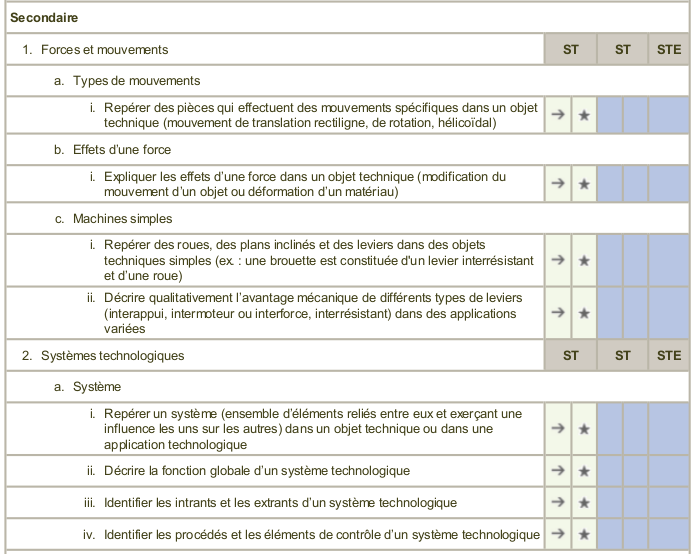 Secondaire
1. Forces et mouvements ST ST STE
a. Types de mouvements
i. Repérer des pièces qui effectuent des mouvements spécifiques dans un objet
technique (mouvement de translation rectiligne, de rotation, hélicoïdal)
→ ★
b. Effets d'une force
i. Expliquer les effets d'une force dans un objet technique (modification du
mouvement d'un objet ou déformation d'un matériau)
→ ★
c. Machines simples
i. Repérer des roues, des plans inclinés et des leviers dans des objets
techniques simples (ex. : une brouette est constituée d'un levier interrésistant
et d'une roue)
→ ★
ii. Décrire qualitativement l'avantage mécanique de différents types de leviers
(interappui, intermoteur ou interforce, interrésistant) dans des applications
variées
→ ★
2. Systèmes technologiques ST ST STE
a. Système
i. Repérer un système (ensemble d'éléments reliés entre eux et exerçant une
influence les uns sur les autres) dans un objet technique ou dans une
application technologique
→ ★
ii. Décrire la fonction globale d'un système technologique → ★
iii. Identifier les intrants et les extrants d'un système technologique → ★
iv. Identifier les procédés et les éléments de contrôle d'un système technologique → ★